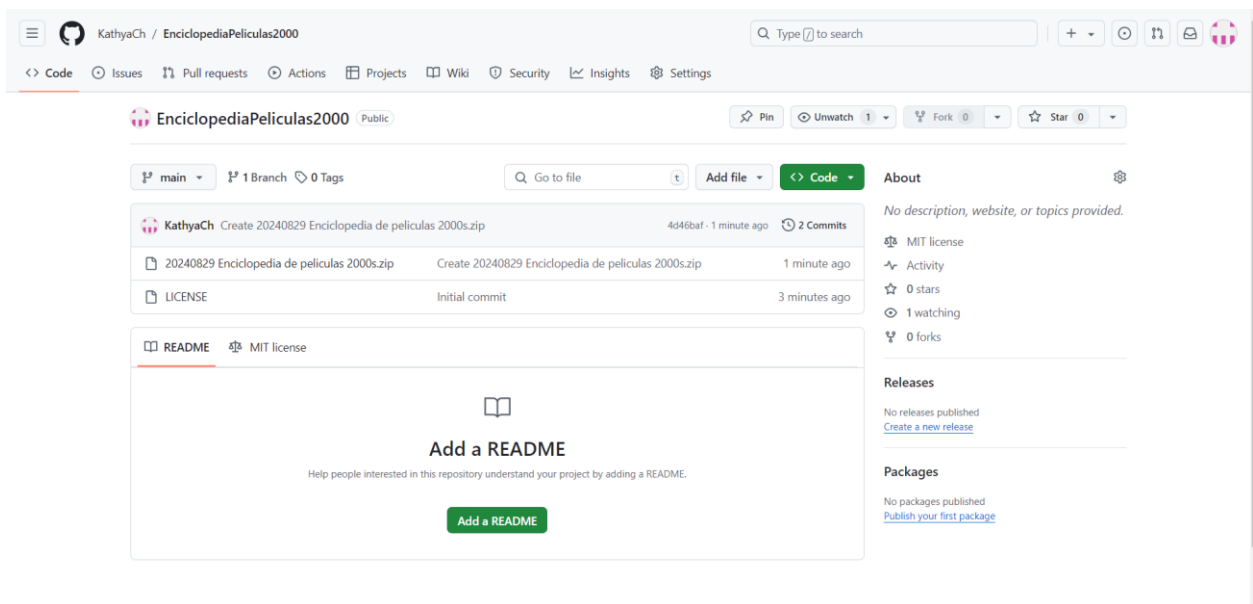 KathyaCh / EnciclopediaPeliculas2000 Type / to search
Code Issues Pull requests Actions Projects Wiki Security Insights Settings
EnciclopediaPeliculas2000 Public Pin Unwatch 1 Fork 0 Star 0
main 1 Branch 0 Tags Go to file t Add file Code
KathyaCh Create 20240829 Enciclopedia de peliculas 2000s.zip 4d46baf · 1 minute ago 2 Commits
20240829 Enciclopedia de peliculas 2000s.zip Create 20240829 Enciclopedia de peliculas 2000s.zip 1 minute ago
LICENSE Initial commit 3 minutes ago
README MIT license
Add a README
Help people interested in this repository understand your project by adding a README.
Add a README
About
No description, website, or topics provided.
MIT license
Activity
0 stars
1 watching
0 forks
Releases
No releases published
Create a new release
Packages
No packages published
Publish your first package